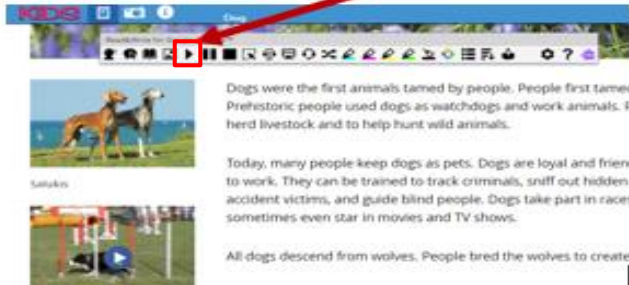 KIDS
Dog
Read&Write for
Dogs were the first animals tamed by people. People first tamed
Prehistoric people used dogs as watchdogs and work animals.
herd livestock and to help hunt wild animals.
Salukis
Today, many people keep dogs as pets. Dogs are loyal and frien
to work. They can be trained to track criminals, sniff out hidden
accident victims, and guide blind people. Dogs take part in races
sometimes even star in movies and TV shows.
All dogs descend from wolves. People bred the wolves to create